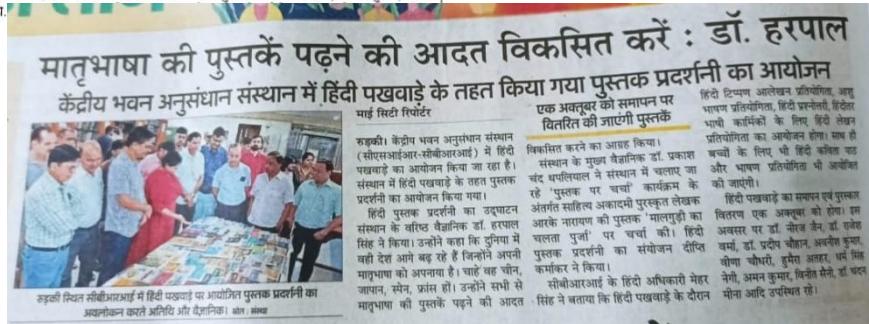 मातृभाषा की पुस्तकें पढ़ने की आदत विकसित करें : डॉ. हरपाल
केंद्रीय भवन अनुसंधान संस्थान में हिंदी पखवाड़े के तहत किया गया पुस्तक प्रदर्शनी का आयोजन
रुड़की स्थित सीबीआरआई में हिंदी पखवाड़े पर आयोजित पुस्तक प्रदर्शनी का
अवलोकन करते अतिथि और वैज्ञानिक। स्रोत : संस्था
माई सिटी रिपोर्टर
रुड़की। केंद्रीय भवन अनुसंधान संस्थान
(सीएसआईआर-सीबीआरआई) में हिंदी
पखवाड़े का आयोजन किया जा रहा है।
संस्थान में हिंदी पखवाड़े के तहत पुस्तक
प्रदर्शनी का आयोजन किया गया।
हिंदी पुस्तक प्रदर्शनी का उद्घाटन
संस्थान के वरिष्ठ वैज्ञानिक डॉ. हरपाल
सिंह ने किया। उन्होंने कहा कि दुनिया में
वही देश आगे बढ़ रहे हैं जिन्होंने अपनी
मातृभाषा को अपनाया है। चाहे वह चीन,
जापान, स्पेन, फ्रांस हों। उन्होंने सभी से
मातृभाषा की पुस्तकें पढ़ने की आदत
एक अक्तूबर को समापन पर
वितरित की जाएंगी पुस्तकें
विकसित करने का आग्रह किया।
संस्थान के मुख्य वैज्ञानिक डॉ. प्रकाश
चंद थपलियाल ने संस्थान में चलाए जा
रहे 'पुस्तक पर चर्चा' कार्यक्रम के
अंतर्गत साहित्य अकादमी पुरस्कृत लेखक
आरके नारायण की पुस्तक 'मालगुड़ी का
चलता पुर्जा' पर चर्चा की। हिंदी
पुस्तक प्रदर्शनी का संयोजन दीप्ति
कर्माकर ने किया।
सीबीआरआई के हिंदी अधिकारी मेहर
सिंह ने बताया कि हिंदी पखवाड़े के दौरान
हिंदी टिप्पण आलेखन प्रतियोगिता, आशु
भाषण प्रतियोगिता, हिंदी प्रश्नोत्तरी, हिंदीतर
भाषी कार्मिकों के लिए हिंदी लेखन
प्रतियोगिता का आयोजन होगा। साथ ही
बच्चों के लिए भी हिंदी कविता पाठ
और भाषण प्रतियोगिता भी आयोजित
की जाएंगी।
हिंदी पखवाड़े का समापन एवं पुरस्कार
वितरण एक अक्तूबर को होगा। इस
अवसर पर डॉ. नीरज जैन, डॉ. राजेश
वर्मा, डॉ. प्रदीप चौहान, अवनीश कुमार,
वीणा चौधरी, हुमैरा अतहर, धर्म सिंह
नेगी, अमन कुमार, विनीत सैनी, डॉ. चंदन
मीना आदि उपस्थित रहे।